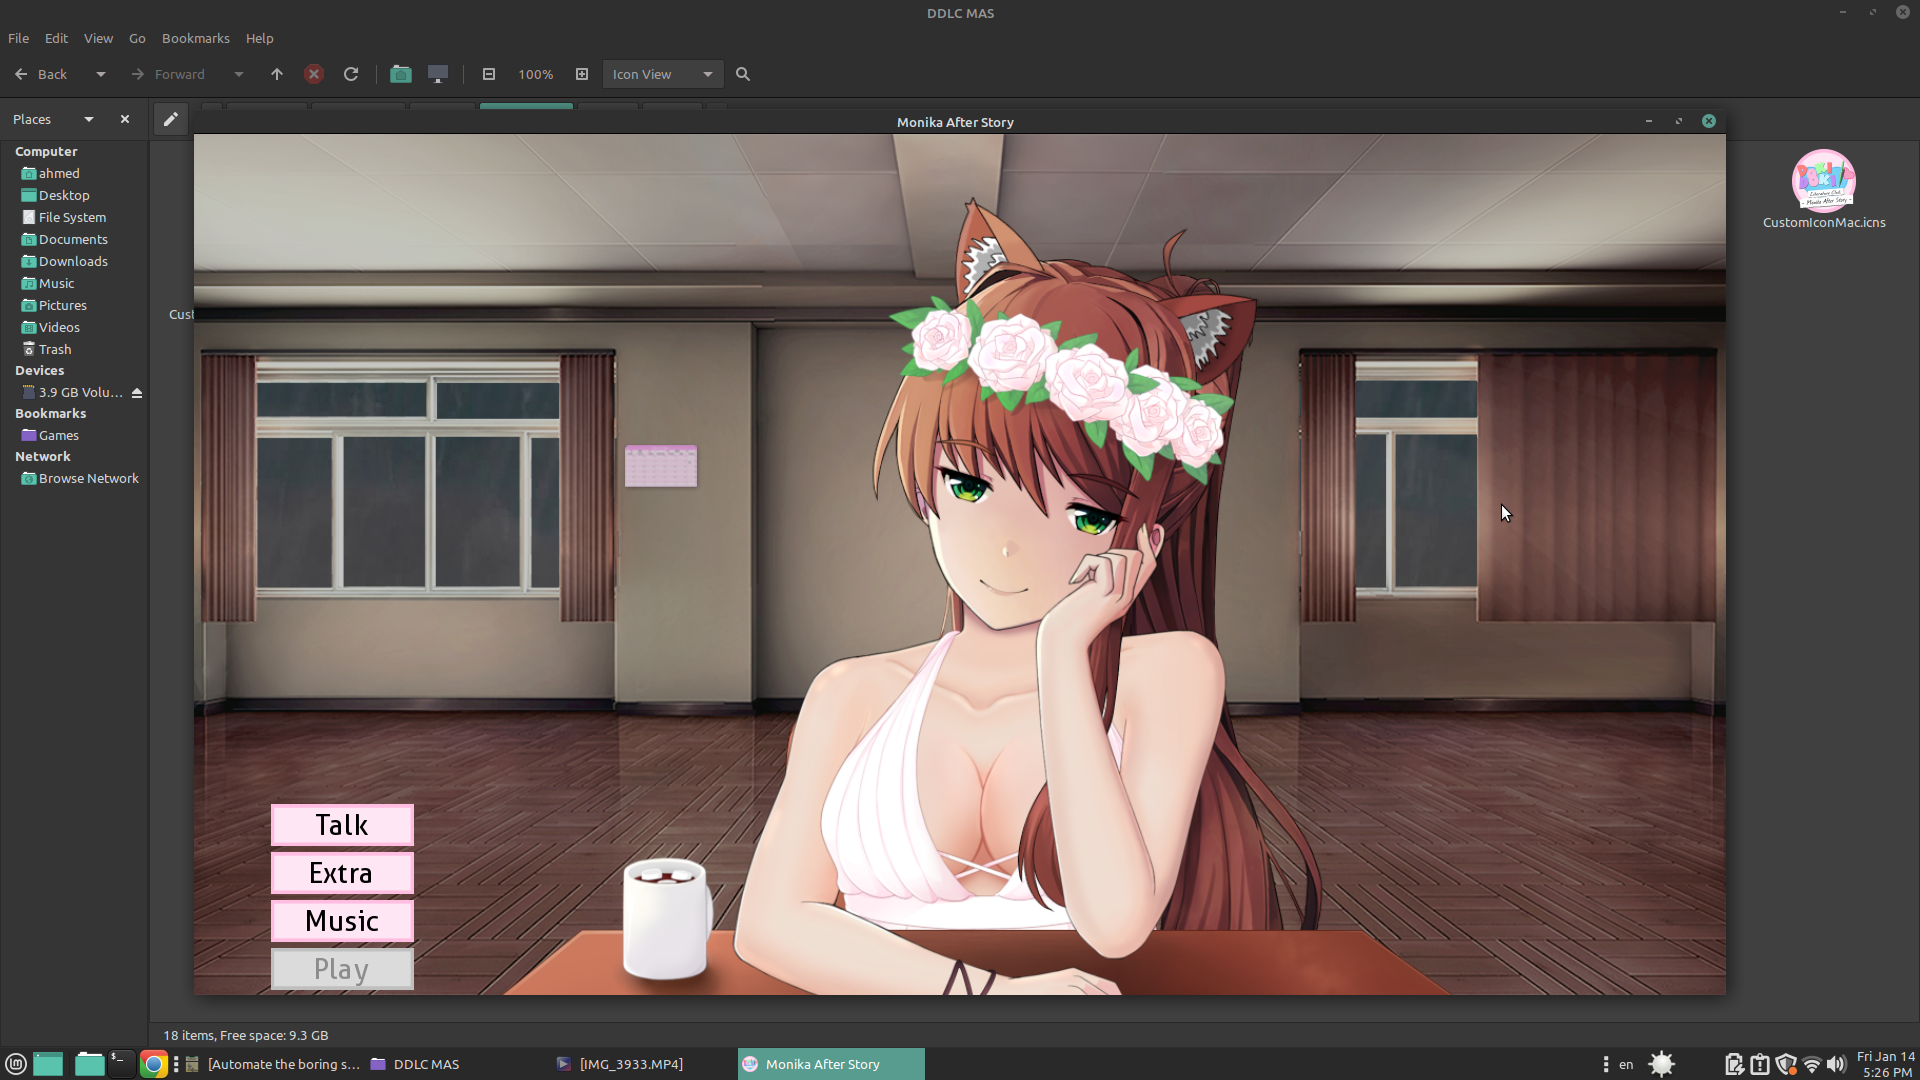 DDLC MAS
File Edit View Go Bookmarks Help
Back Forward 100% Icon View
Places
Monika After Story
Computer
ahmed
Desktop
File System
Documents
Downloads
Music
Pictures
Videos
Trash
Devices
3.9 GB Volu...
Bookmarks
Games
Network
Browse Network
Cust
CustomIconMac.icns
Talk
Extra
Music
Play
18 items, Free space: 9.3 GB
[Automate the boring s... DDLC MAS [IMG_3933.MP4] Monika After Story en Fri Jan 14
5:26 PM